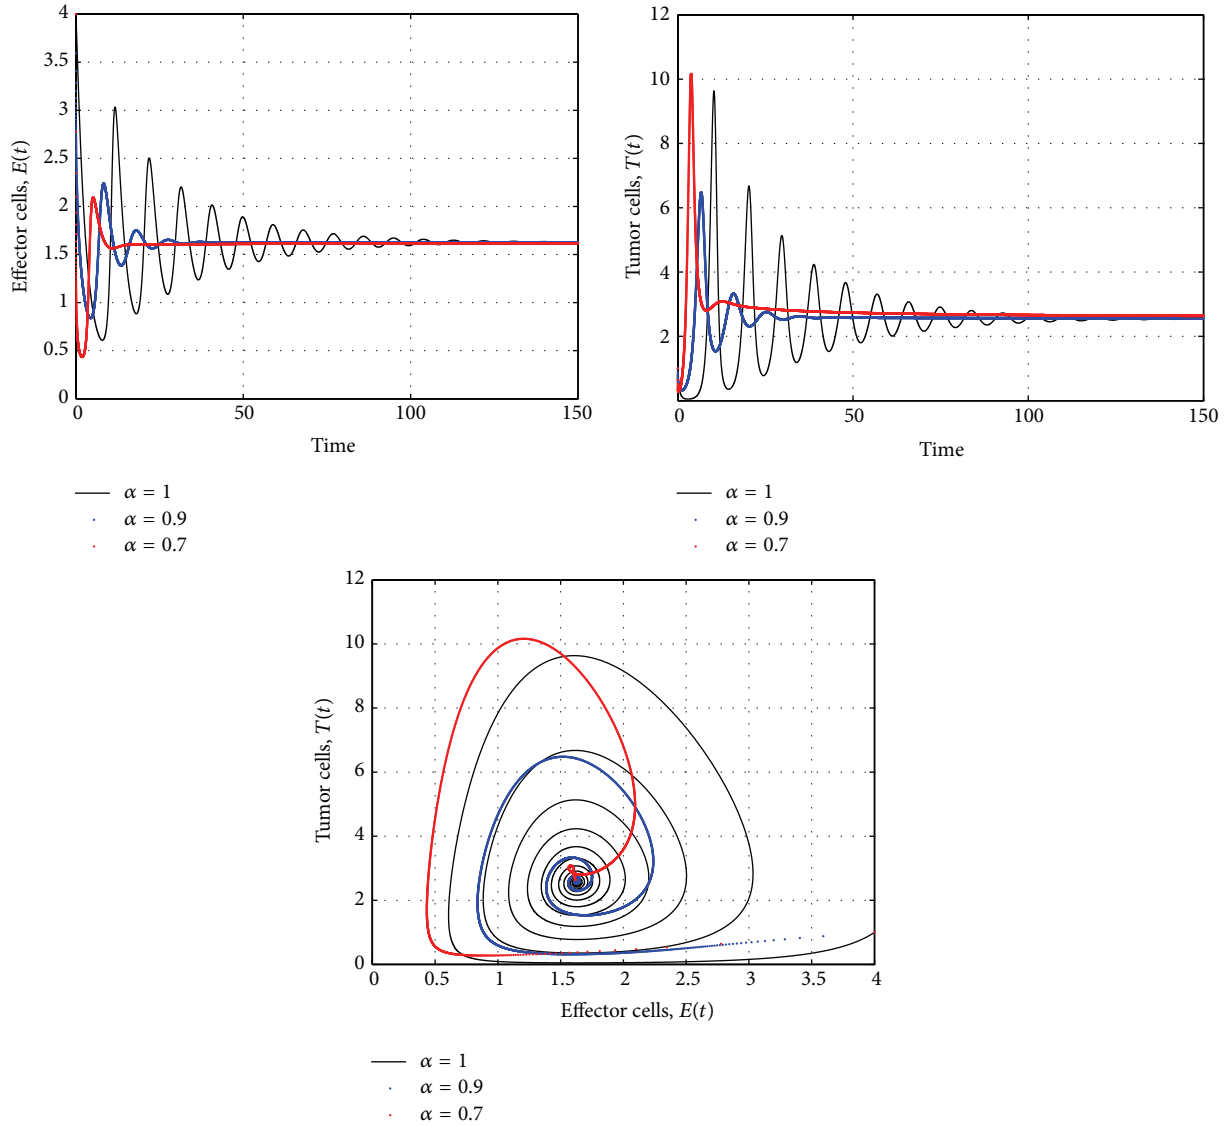 4
3.5
3
2.5
2
1.5
1
0.5
0
0
50
100
150
Effector cells, E(t)
Time
α = 1
α = 0.9
α = 0.7
12
10
8
6
4
2
0
50
100
150
Tumor cells, T(t)
Time
α = 1
α = 0.9
α = 0.7
12
10
8
6
4
2
0
0
0.5
1
1.5
2
2.5
3
3.5
4
Tumor cells, T(t)
Effector cells, E(t)
α = 1
α = 0.9
α = 0.7